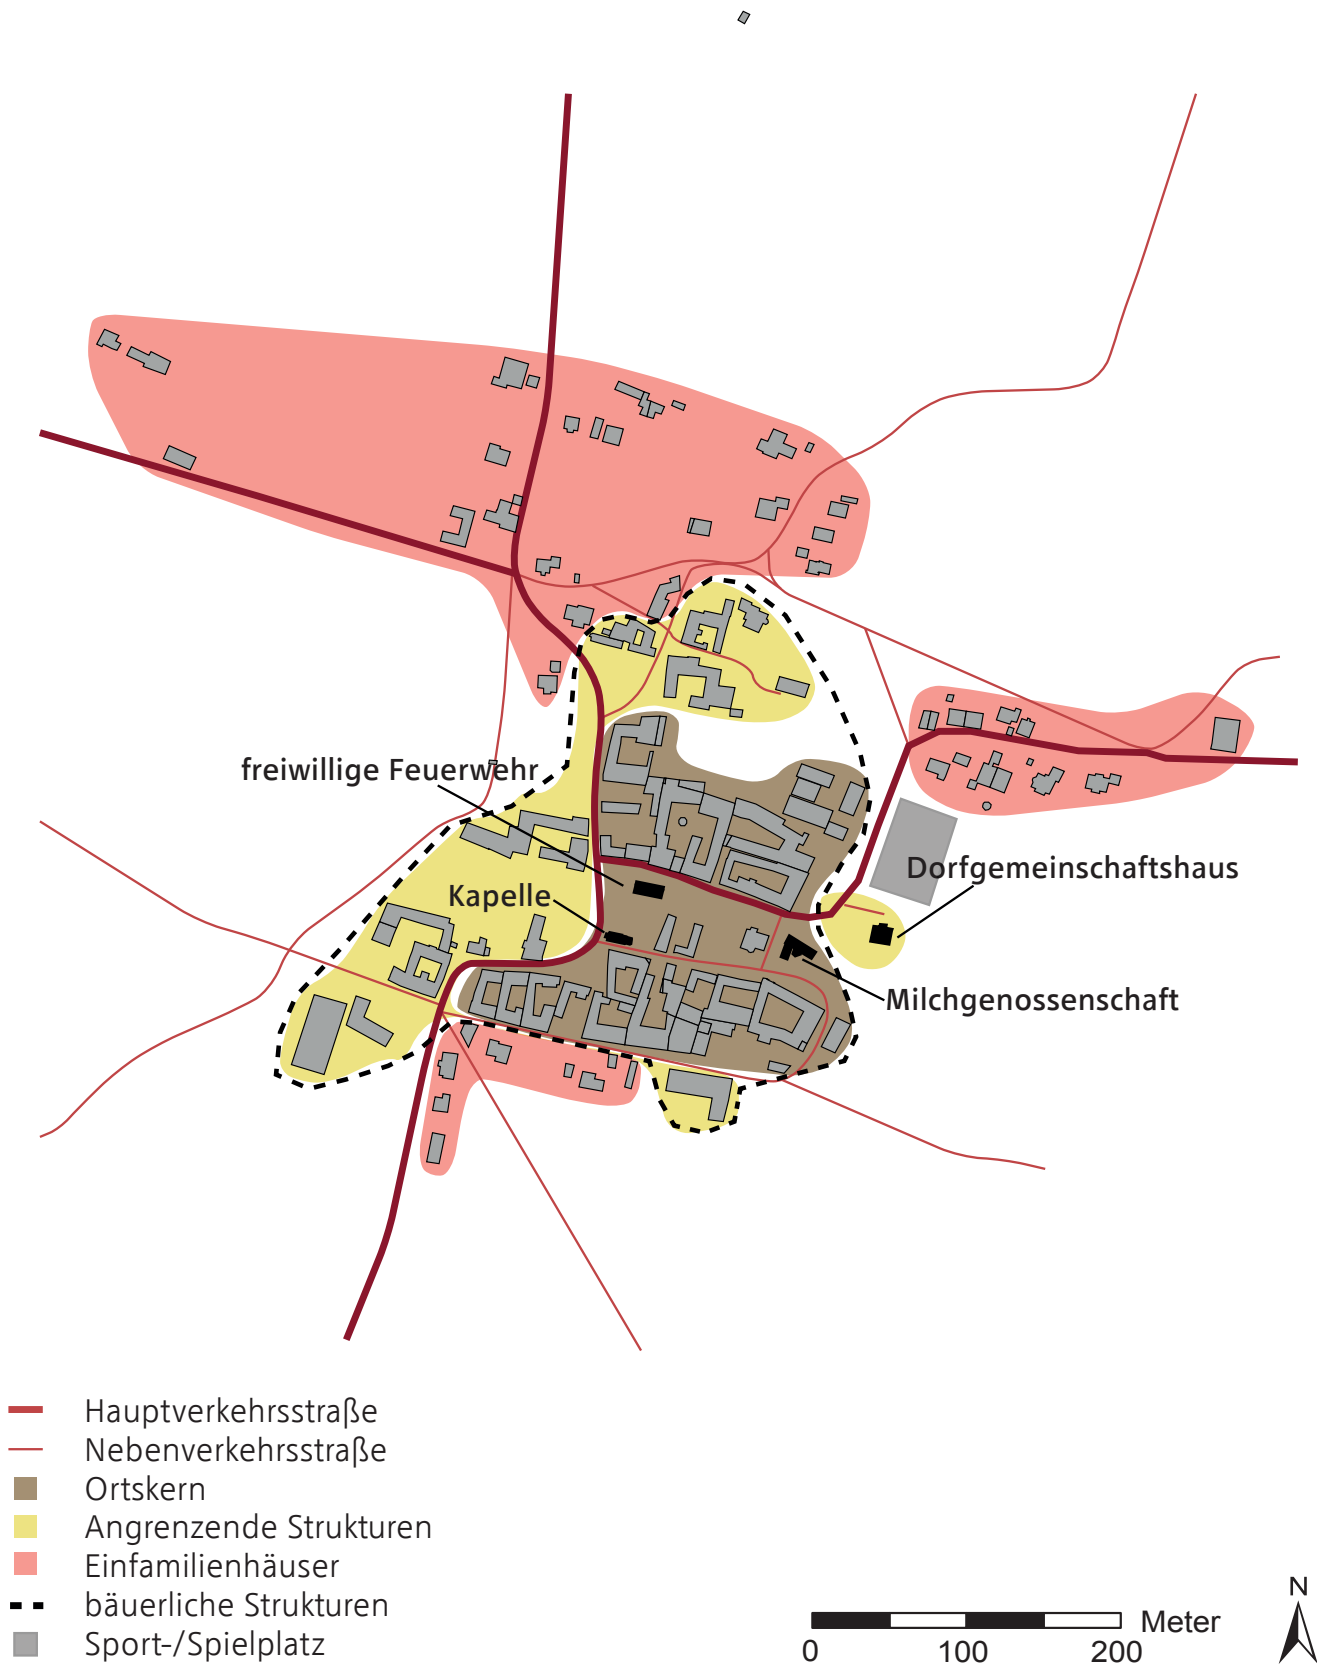 freiwillige Feuerwehr
Dorfgemeinschaftshaus
Kapelle
Milchgenossenschaft
Hauptverkehrsstraße
Nebenverkehrsstraße
Ortskern
Angrenzende Strukturen
Einfamilienhäuser
bäuerliche Strukturen
Sport-/Spielplatz
N
Meter
0 100 200